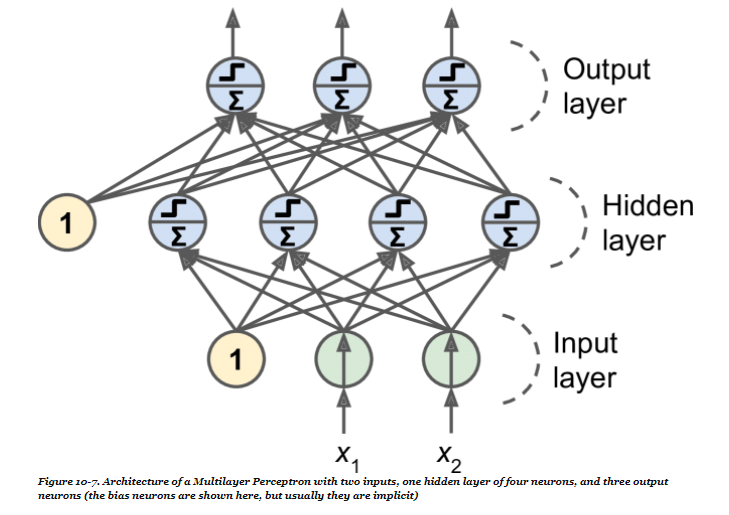 Σ Σ Σ
Output
layer
1 Σ Σ Σ Σ
Hidden
layer
1
Input
layer
x1 x2
Figure 10-7. Architecture of a Multilayer Perceptron with two inputs, one hidden layer of four neurons, and three output
neurons (the bias neurons are shown here, but usually they are implicit)